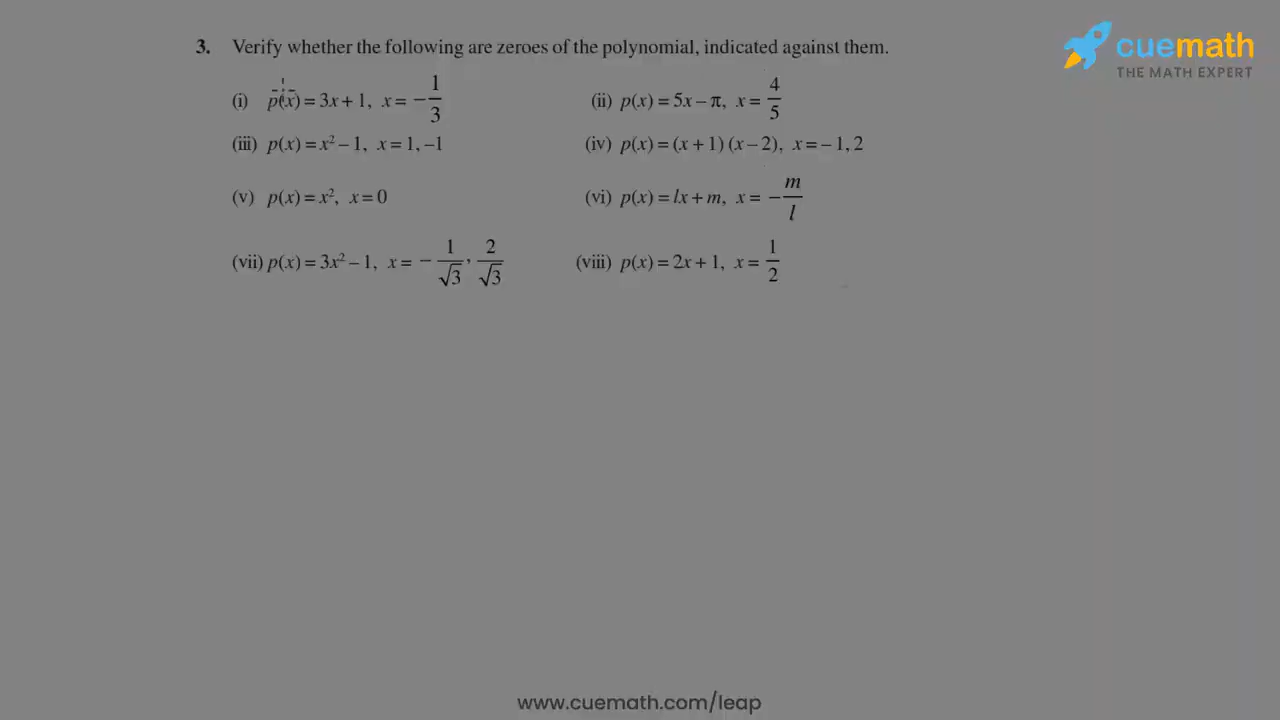 3. Verify whether the following are zeroes of the polynomial, indicated against them.
(i) p(x) = 3x + 1, x = −1/3 (ii) p(x) = 5x – π, x = 4/5
(iii) p(x) = x² – 1, x = 1, –1 (iv) p(x) = (x + 1) (x – 2), x = – 1, 2
(v) p(x) = x², x = 0 (vi) p(x) = lx + m, x = −m/l
(vii) p(x) = 3x² – 1, x = −1/√3, 2/√3 (viii) p(x) = 2x + 1, x = 1/2
cuemath
THE MATH EXPERT
www.cuemath.com/leap